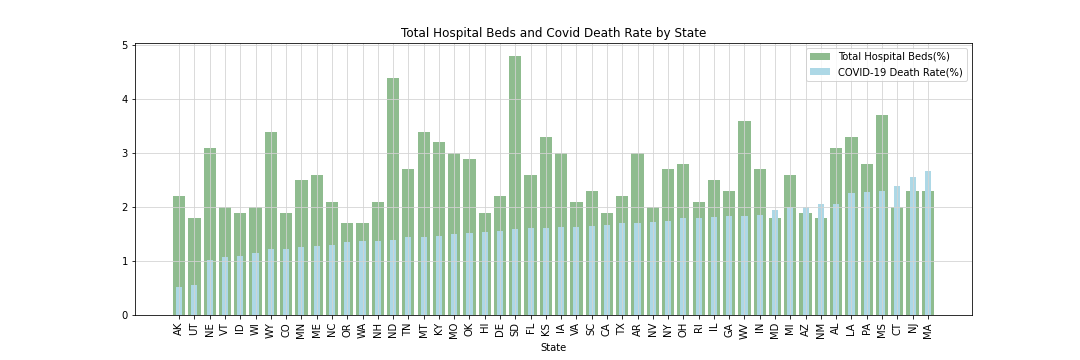 Total Hospital Beds and Covid Death Rate by State
5
4
3
2
1
0
Total Hospital Beds(%)
COVID-19 Death Rate(%)
AK UT NE VT ID WI WY CO MN ME NC OR WA NH ND TN MT KY MO OK HI DE SD FL KS IA VA SC CA TX AR NV NY OH RI IL GA WV IN MD MI AZ NM AL LA PA MS CT NJ MA
State